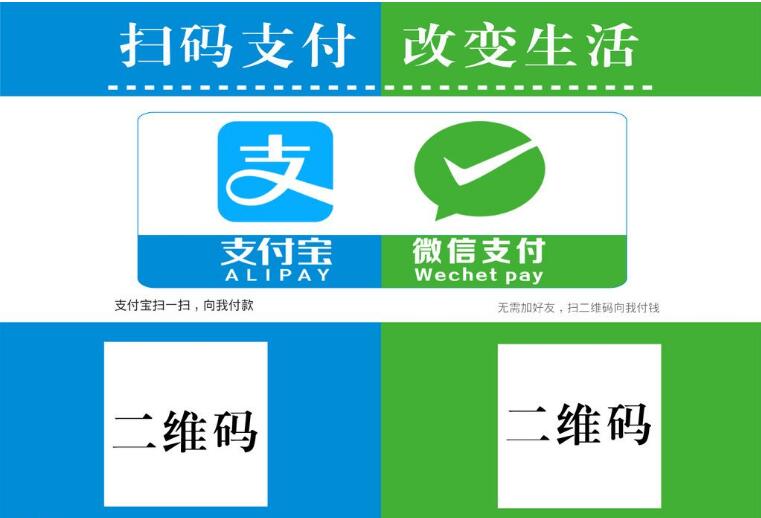 扫码支付 改变生活
支付宝 微信支付
ALIPAY Wechet pay
支付宝扫一扫，向我付款
无需加好友，扫二维码向我付钱
二维码 二维码